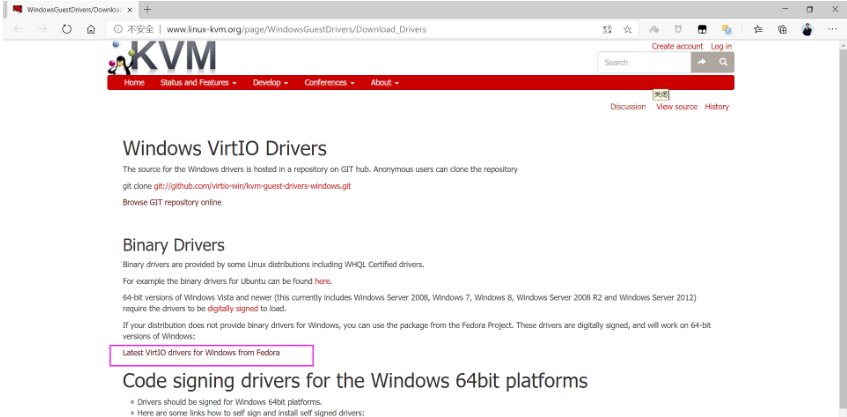 WindowsGuestDrivers/Downloac
不安全 | www.linux-kvm.org/page/WindowsGuestDrivers/Download_Drivers
Create account Log in
KVM
Search
Home Status and Features Develop Conferences About
关闭
Discussion View source History
Windows VirtIO Drivers
The source for the Windows drivers is hosted in a repository on GIT hub. Anonymous users can clone the repository
git clone git://github.com/virtio-win/kvm-guest-drivers-windows.git
Browse GIT repository online
Binary Drivers
Binary drivers are provided by some Linux distributions including WHQL Certified drivers.
For example the binary drivers for Ubuntu can be found here.
64-bit versions of Windows Vista and newer (this currently includes Windows Server 2008, Windows 7, Windows 8, Windows Server 2008 R2 and Windows Server 2012)
require the drivers to be digitally signed to load.
If your distribution does not provide binary drivers for Windows, you can use the package from the Fedora Project. These drivers are digitally signed, and will work on 64-bit
versions of Windows:
Latest VirtIO drivers for Windows from Fedora
Code signing drivers for the Windows 64bit platforms
Drivers should be signed for Windows 64bit platforms.
Here are some links how to self sign and install self signed drivers: